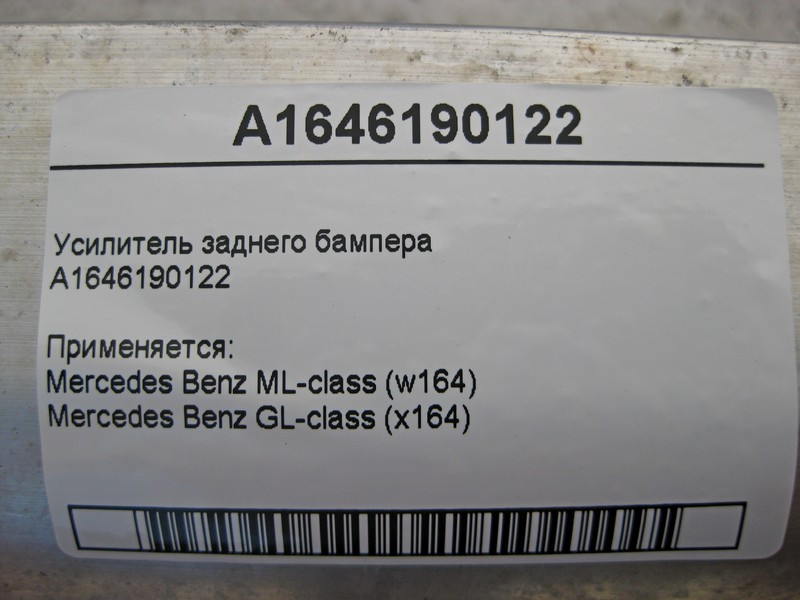 A1646190122
Усилитель заднего бампера
A1646190122
Применяется:
Mercedes Benz ML-class (w164)
Mercedes Benz GL-class (x164)